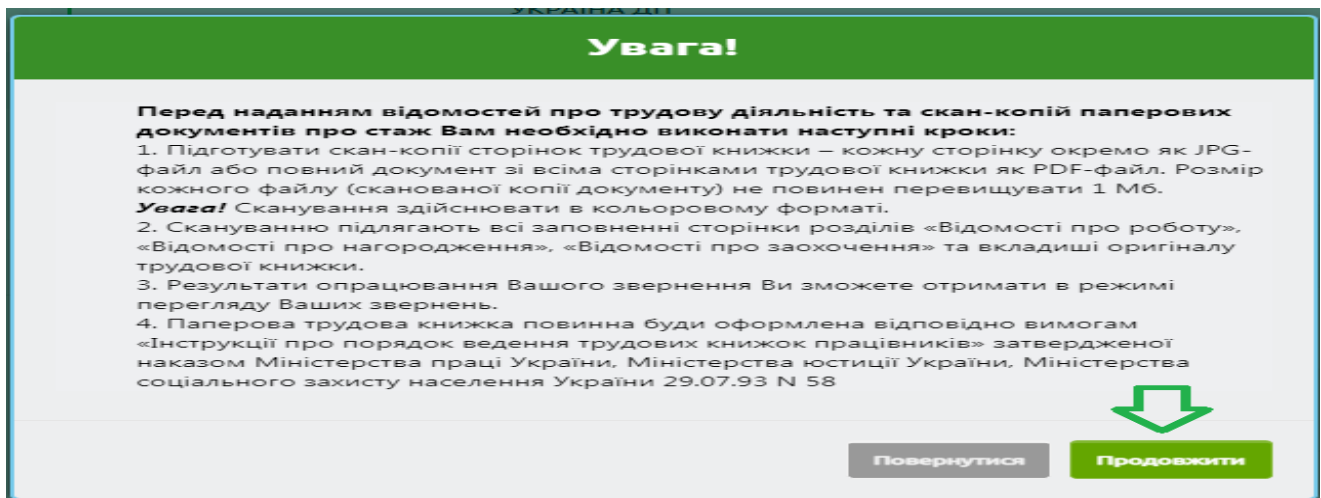 УКРАЇНА ДП
Увага!
Перед наданням відомостей про трудову діяльність та скан-копій паперових
документів про стаж Вам необхідно виконати наступні кроки:
1. Підготувати скан-копії сторінок трудової книжки – кожну сторінку окремо як JPG-
файл або повний документ зі всіма сторінками трудової книжки як PDF-файл. Розмір
кожного файлу (сканованої копії документу) не повинен перевищувати 1 Мб.
Увага! Сканування здійснювати в кольоровому форматі.
2. Скануванню підлягають всі заповненні сторінки розділів «Відомості про роботу»,
«Відомості про нагородження», «Відомості про заохочення» та вкладиші оригіналу
трудової книжки.
3. Результати опрацювання Вашого звернення Ви зможете отримати в режимі
перегляду Ваших звернень.
4. Паперова трудова книжка повинна буди оформлена відповідно вимогам
«Інструкції про порядок ведення трудових книжок працівників» затвердженої
наказом Міністерства праці України, Міністерства юстиції України, Міністерства
соціального захисту населення України 29.07.93 N 58
Повернутися Продовжити